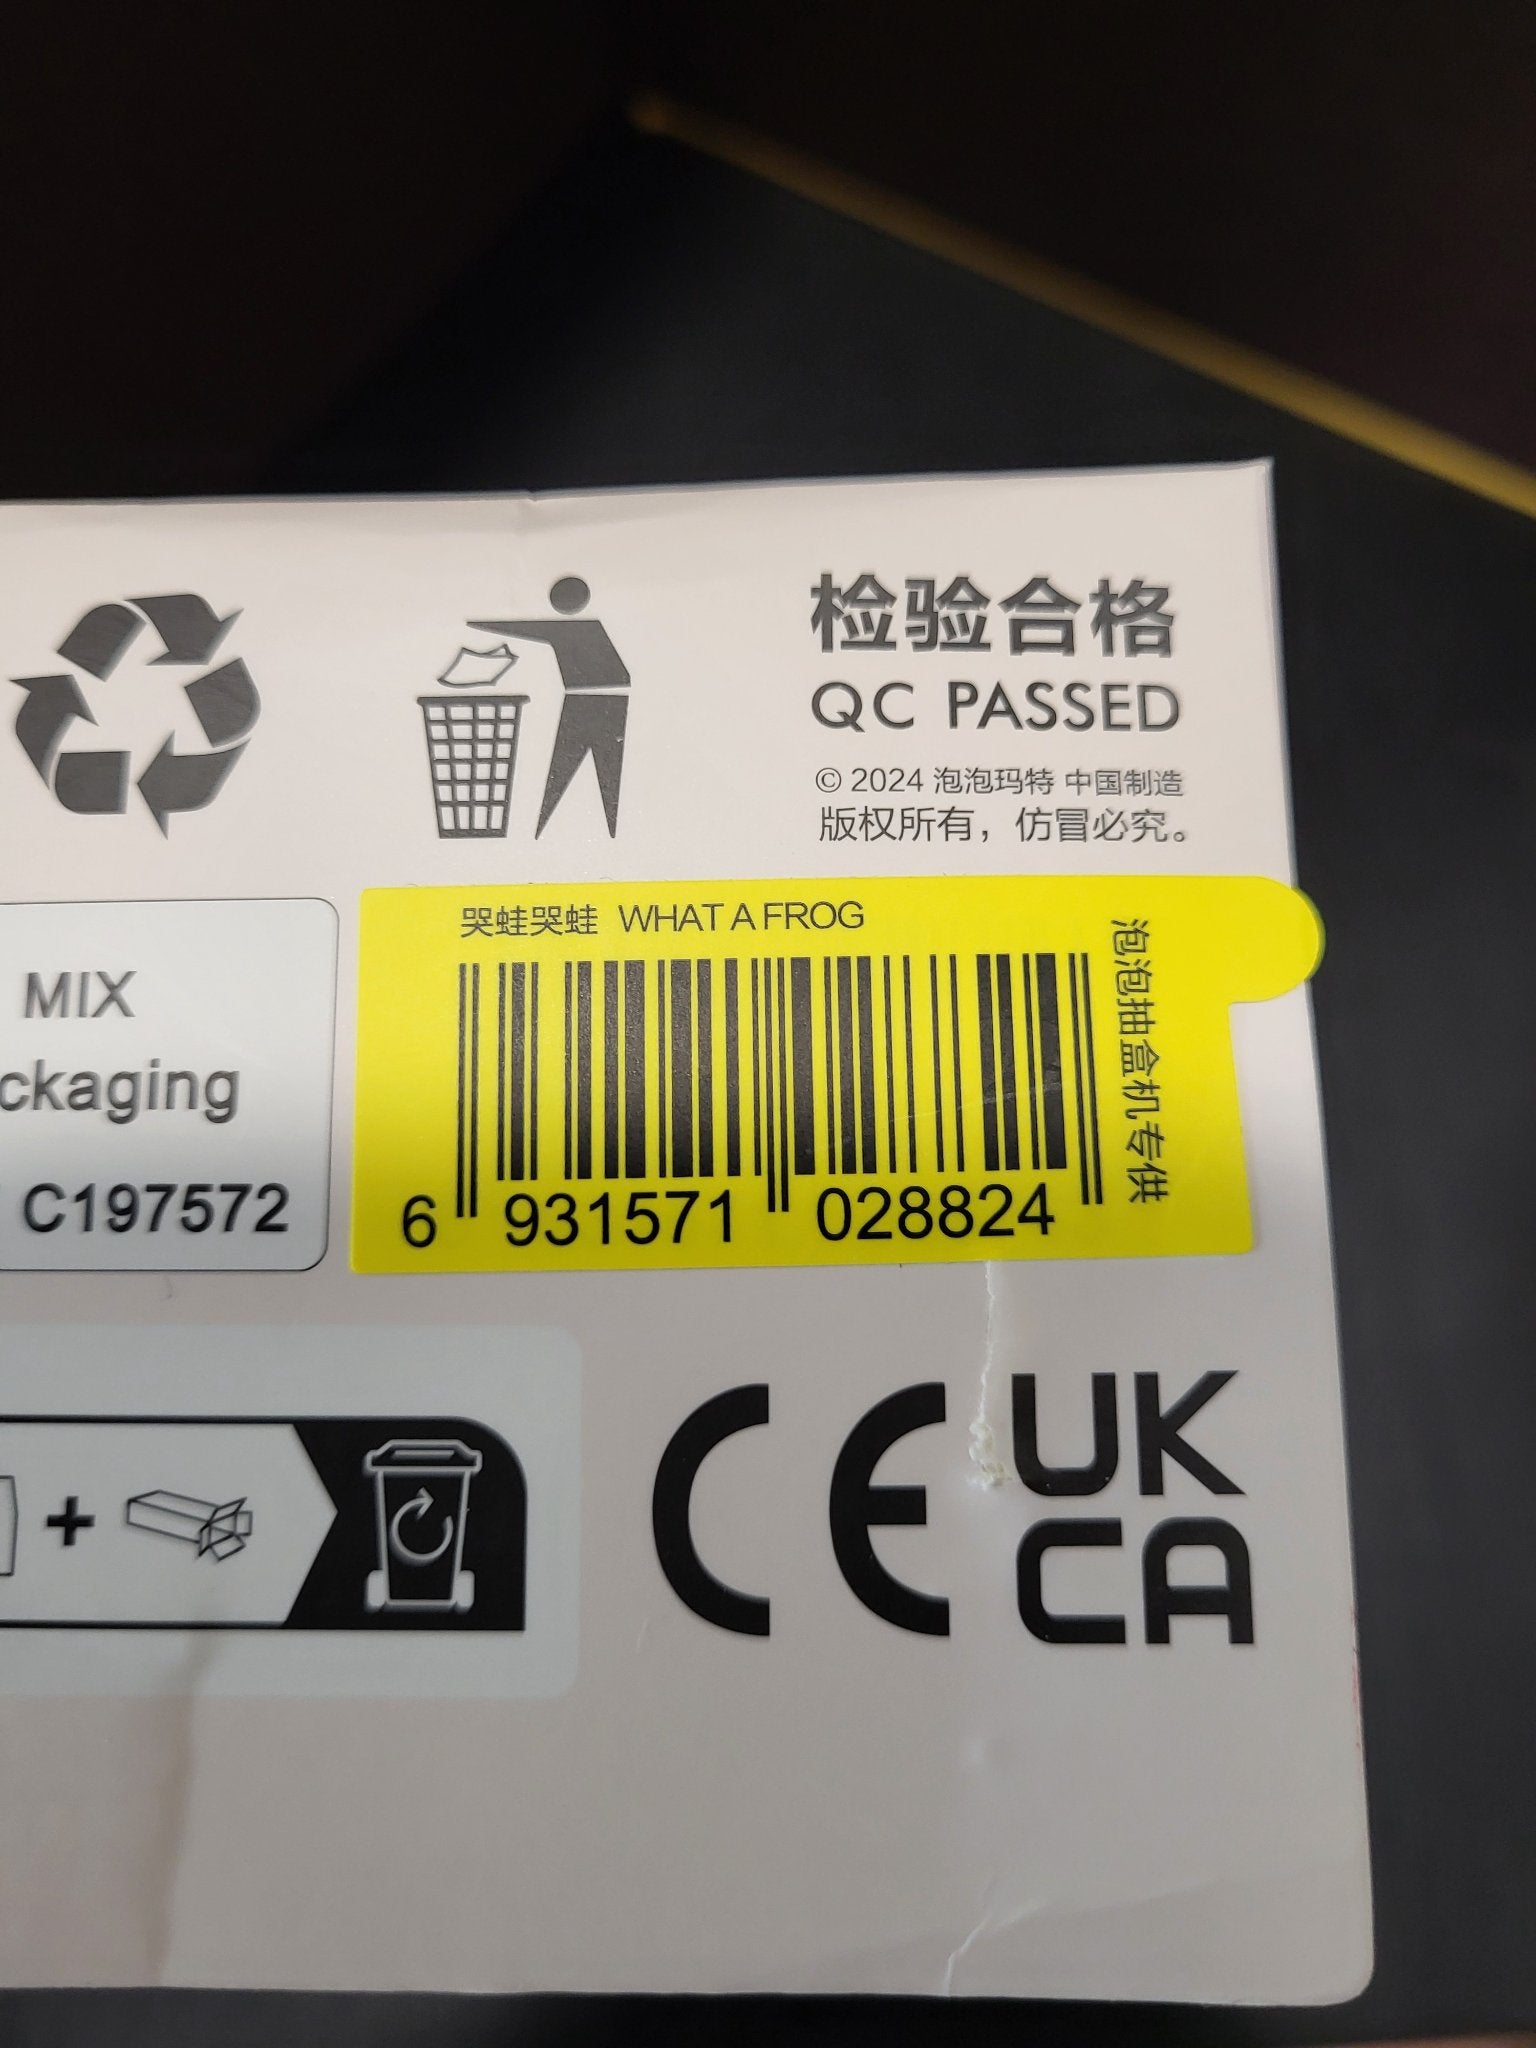 检验合格
QC PASSED
© 2024 泡泡玛特 中国制造
版权所有，仿冒必究。
哭蛙哭蛙 WHAT A FROG
泡泡抽盒机专供
6 931571 028824
MIX
ckaging
C197572
+
CE
UK
CA